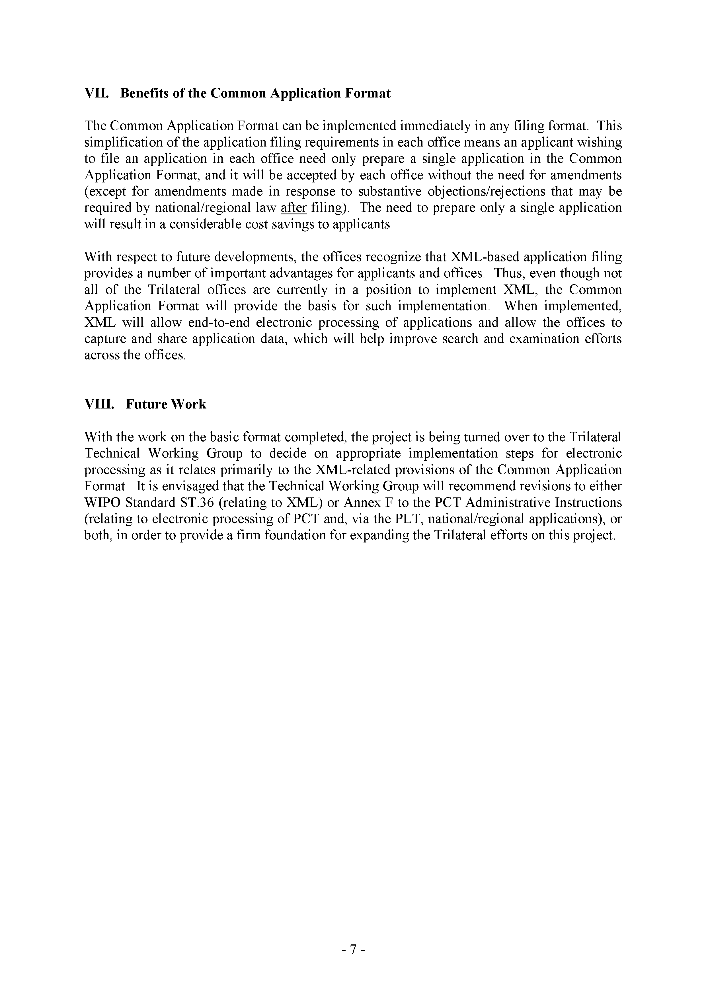 VII. Benefits of the Common Application Format
The Common Application Format can be implemented immediately in any filing format. This
simplification of the application filing requirements in each office means an applicant wishing
to file an application in each office need only prepare a single application in the Common
Application Format, and it will be accepted by each office without the need for amendments
(except for amendments made in response to substantive objections/rejections that may be
required by national/regional law after filing). The need to prepare only a single application
will result in a considerable cost savings to applicants.
With respect to future developments, the offices recognize that XML-based application filing
provides a number of important advantages for applicants and offices. Thus, even though not
all of the Trilateral offices are currently in a position to implement XML, the Common
Application Format will provide the basis for such implementation. When implemented,
XML will allow end-to-end electronic processing of applications and allow the offices to
capture and share application data, which will help improve search and examination efforts
across the offices.
VIII. Future Work
With the work on the basic format completed, the project is being turned over to the Trilateral
Technical Working Group to decide on appropriate implementation steps for electronic
processing as it relates primarily to the XML-related provisions of the Common Application
Format. It is envisaged that the Technical Working Group will recommend revisions to either
WIPO Standard ST.36 (relating to XML) or Annex F to the PCT Administrative Instructions
(relating to electronic processing of PCT and, via the PLT, national/regional applications), or
both, in order to provide a firm foundation for expanding the Trilateral efforts on this project.
- 7 -